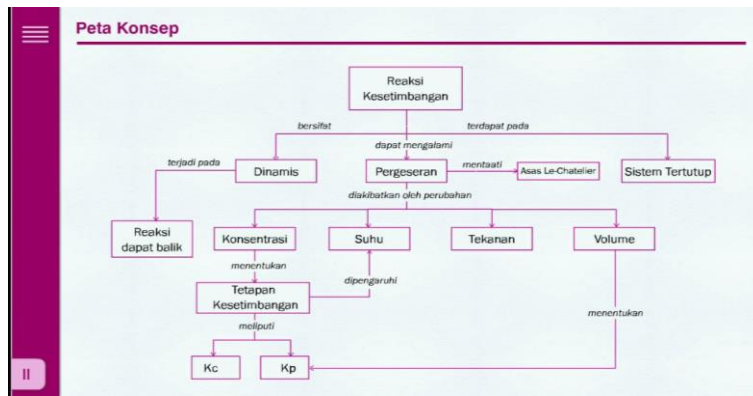 Peta Konsep
Reaksi
Kesetimbangan
bersifat
terdapat pada
dapat mengalami
terjadi pada
Dinamis
Pergeseran
mentaati
Asas Le-Chatelier
Sistem Tertutup
diakibatkan oleh perubahan
Reaksi
dapat balik
Konsentrasi
Suhu
Tekanan
Volume
menentukan
dipengaruhi
Tetapan
Kesetimbangan
menentukan
meliputi
Kc
Kp
II